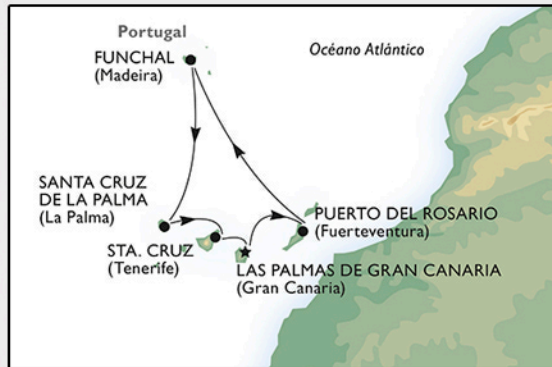 Portugal
FUNCHAL
(Madeira)
Océano Atlántico
SANTA CRUZ
DE LA PALMA
(La Palma)
STA. CRUZ
(Tenerife)
PUERTO DEL ROSARIO
(Fuerteventura)
LAS PALMAS DE GRAN CANARIA
(Gran Canaria)